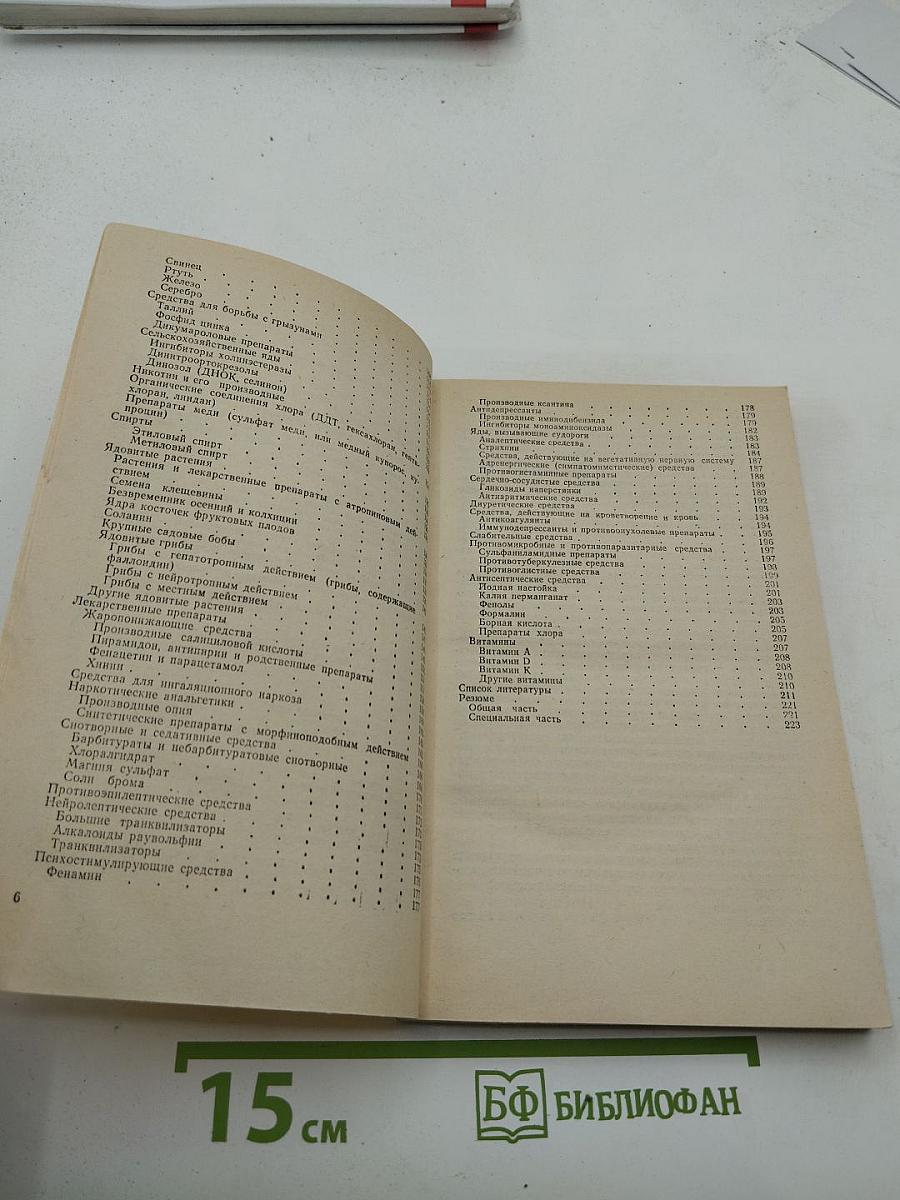 Свинец
Ртуть
Железо
Серебро
Средства для борьбы с грызунами
Таллий
Фосфид цинка
Дикумароловые препараты
Сельскохозяйственные яды
Ингибиторы холинэстеразы
Динитроортокрезолы
Динозол (ДНОК, селинон)
Никотин и его производные
Органические соединения хлора (ДДТ, гексахлоран, гепта-
хлоран, линдан)
Препараты меди (сульфат меди, или медный купорос, ку-
процин)
Спирты
Этиловый спирт
Метиловый спирт
Ядовитые растения
Растения и лекарственные препараты с атропиновым дей-
ствием
Семена клещевины
Безвременник осенний и колхицин
Ядра косточек фруктовых плодов
Соланин
Крупные садовые бобы
Ядовитые грибы
Грибы с гепатотропным действием (грибы, содержащие
фаллоидин)
Грибы с нейротропным действием
Грибы с местным действием
Другие ядовитые растения
Лекарственные препараты
Жаропонижающие средства
Производные салициловой кислоты
Пирамидон, антипирин и родственные препараты
Фенацетин и парацетамол
Хинин
Средства для ингаляционного наркоза
Наркотические анальгетики
Производные опия
Синтетические препараты с морфиноподобным действием
Снотворные и седативные средства
Барбитураты и небарбитуратовые снотворные
Хлоралгидрат
Магния сульфат
Соли брома
Противоэпилептические средства
Нейролептические средства
Большие транквилизаторы
Алкалоиды раувольфии
Транквилизаторы
Психостимулирующие средства
Фенамин
6
Производные ксантина 178
Антидепрессанты 179
Производные иминодибензила 179
Ингибиторы моноаминоксидазы 182
Яды, вызывающие судороги 183
Аналептические средства 183
Стрихнин 184
Средства, действующие на вегетативную нервную систему 187
Адренергические (симпатомиметические) средства 187
Противогистаминные препараты 188
Сердечно-сосудистые средства 189
Гликозиды наперстянки 189
Антиаритмические средства 192
Диуретические средства 193
Средства, действующие на кроветворение и кровь 194
Антикоагулянты 194
Иммунодепрессанты и противоопухолевые препараты 195
Слабительные средства 196
Противомикробные и противопаразитарные средства 197
Сульфаниламидные препараты 197
Противотуберкулезные средства 198
Противоглистные средства 199
Антисептические средства 201
Йодная настойка 201
Калия перманганат 203
Фенолы 203
Формалин 205
Борная кислота 205
Препараты хлора 207
Витамины 207
Витамин А 208
Витамин D 208
Витамин К 210
Другие витамины 210
Список литературы 211
Резюме 221
Общая часть 221
Специальная часть 223
15 см
БФ БИБЛИОФАН